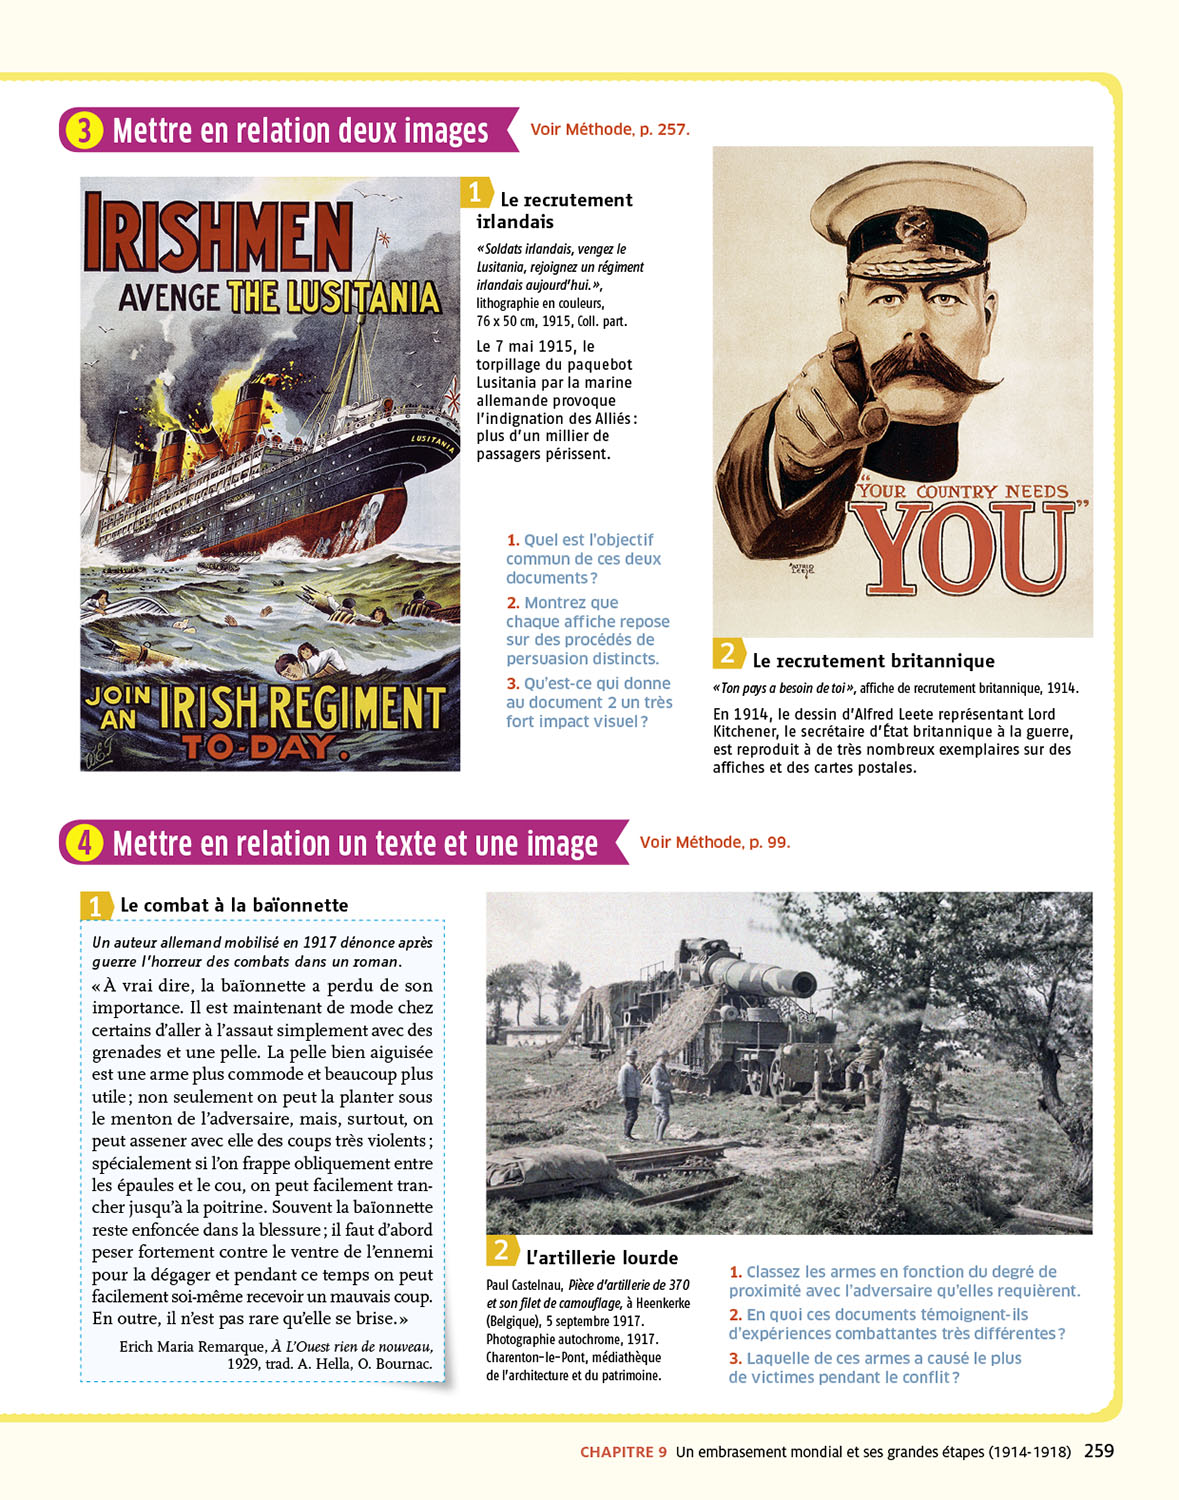 3 Mettre en relation deux images
Voir Méthode, p. 257.
IRISHMEN
AVENGE THE LUSITANIA
LUSITANIA
JOIN
AN IRISH REGIMENT
TO-DAY.
1 Le recrutement
irlandais
«Soldats irlandais, vengez le
Lusitania, rejoignez un régiment
irlandais aujourd'hui.»,
lithographie en couleurs,
76 x 50 cm, 1915, Coll. part.
Le 7 mai 1915, le
torpillage du paquebot
Lusitania par la marine
allemande provoque
l'indignation des Alliés :
plus d'un millier de
passagers périssent.
1. Quel est l'objectif
commun de ces deux
documents ?
2. Montrez que
chaque affiche repose
sur des procédés de
persuasion distincts.
3. Qu'est-ce qui donne
au document 2 un très
fort impact visuel ?
"YOUR COUNTRY NEEDS
YOU"
ALFRED
LEETE
2 Le recrutement britannique
«Ton pays a besoin de toi», affiche de recrutement britannique, 1914.
En 1914, le dessin d'Alfred Leete représentant Lord
Kitchener, le secrétaire d'État britannique à la guerre,
est reproduit à de très nombreux exemplaires sur des
affiches et des cartes postales.
4 Mettre en relation un texte et une image
Voir Méthode, p. 99.
1 Le combat à la baïonnette
Un auteur allemand mobilisé en 1917 dénonce après
guerre l'horreur des combats dans un roman.
« À vrai dire, la baïonnette a perdu de son
importance. Il est maintenant de mode chez
certains d'aller à l'assaut simplement avec des
grenades et une pelle. La pelle bien aiguisée
est une arme plus commode et beaucoup plus
utile ; non seulement on peut la planter sous
le menton de l'adversaire, mais, surtout, on
peut assener avec elle des coups très violents ;
spécialement si l'on frappe obliquement entre
les épaules et le cou, on peut facilement tran-
cher jusqu'à la poitrine. Souvent la baïonnette
reste enfoncée dans la blessure ; il faut d'abord
peser fortement contre le ventre de l'ennemi
pour la dégager et pendant ce temps on peut
facilement soi-même recevoir un mauvais coup.
En outre, il n'est pas rare qu'elle se brise. »
Erich Maria Remarque, À L'Ouest rien de nouveau,
1929, trad. A. Hella, O. Bournac.
2 L'artillerie lourde
Paul Castelnau, Pièce d'artillerie de 370
et son filet de camouflage, à Heenkerke
(Belgique), 5 septembre 1917.
Photographie autochrome, 1917.
Charenton-le-Pont, médiathèque
de l'architecture et du patrimoine.
1. Classez les armes en fonction du degré de
proximité avec l'adversaire qu'elles requièrent.
2. En quoi ces documents témoignent-ils
d'expériences combattantes très différentes ?
3. Laquelle de ces armes a causé le plus
de victimes pendant le conflit ?
CHAPITRE 9 Un embrasement mondial et ses grandes étapes (1914-1918) 259